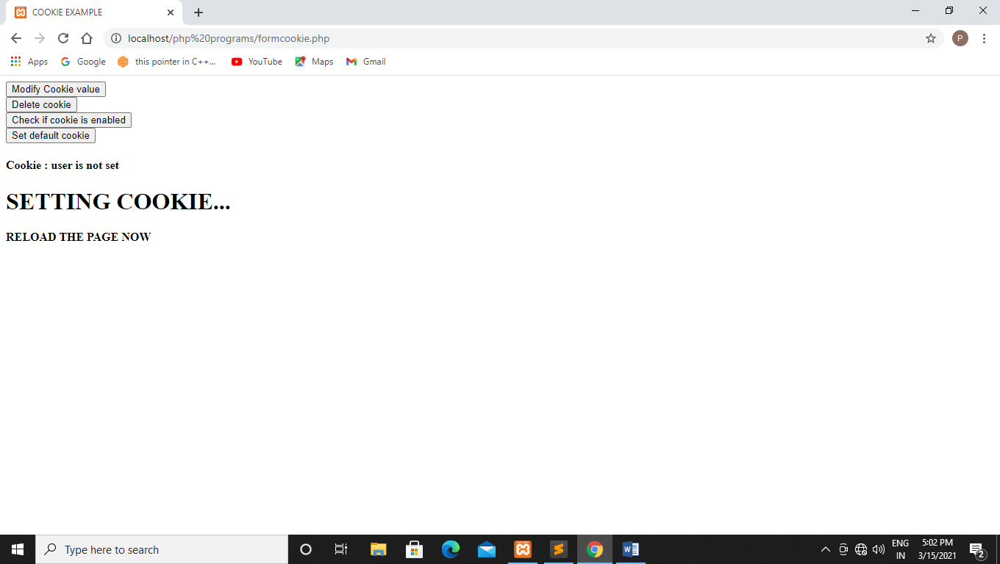 COOKIE EXAMPLE
localhost/php%20programs/formcookie.php
P
Apps Google this pointer in C++... YouTube Maps Gmail
Modify Cookie value
Delete cookie
Check if cookie is enabled
Set default cookie
Cookie : user is not set
SETTING COOKIE...
RELOAD THE PAGE NOW
Type here to search
ENG 5:02 PM
IN 3/15/2021
2